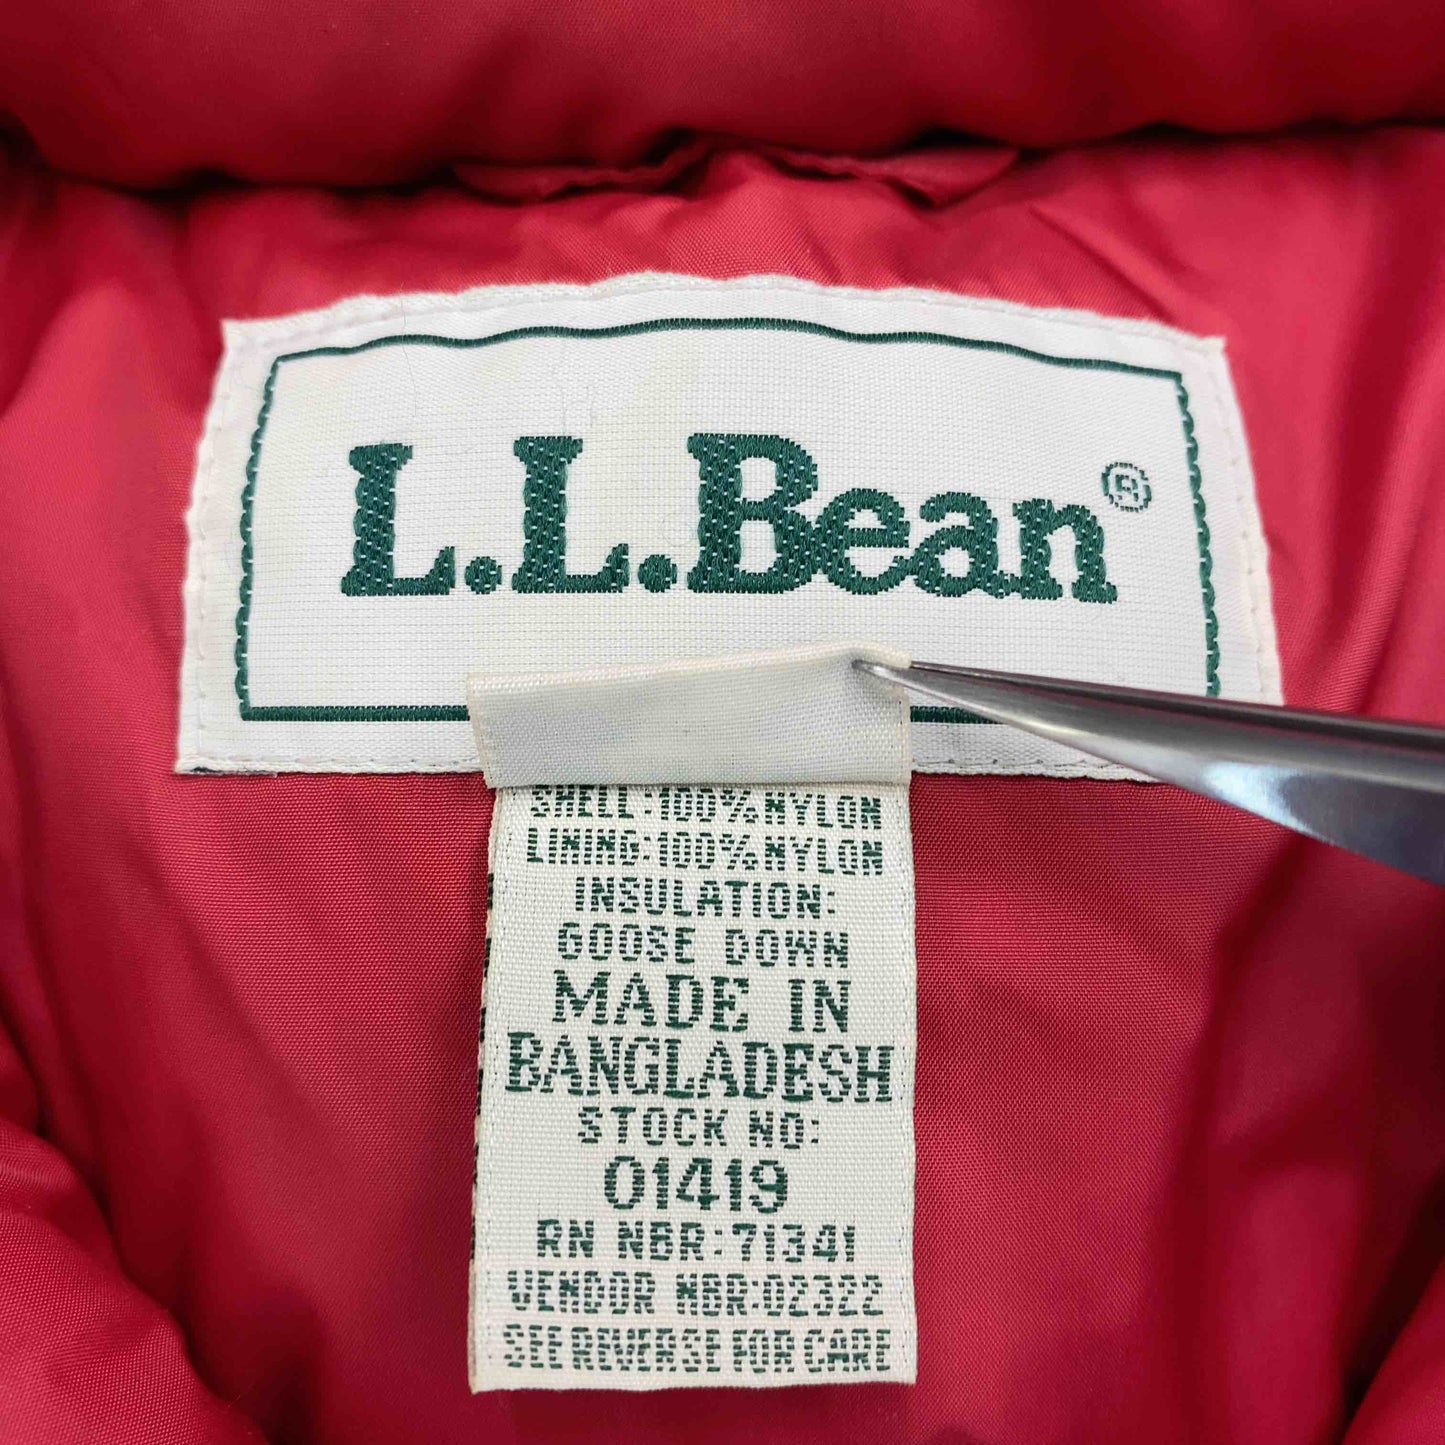 L.L.Bean®
SHELL:100%NYLON
LINING:100%NYLON
INSULATION:
GOOSE DOWN
MADE IN
BANGLADESH
STOCK NO:
01419
RN NBR:71341
VENDOR NBR:02322
SEE REVERSE FOR CARE